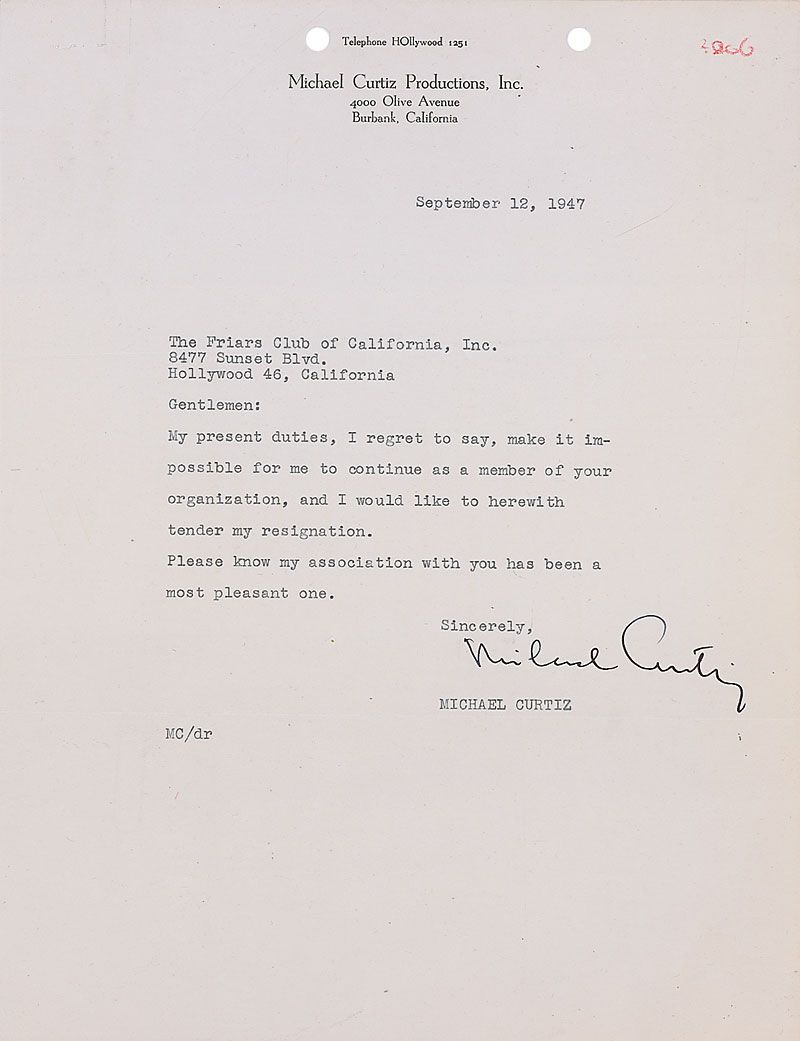 Telephone HOllywood 1251
Michael Curtiz Productions, Inc.
4000 Olive Avenue
Burbank, California
September 12, 1947
The Friars Club of California, Inc.
8477 Sunset Blvd.
Hollywood 46, California
Gentlemen:
My present duties, I regret to say, make it im-
possible for me to continue as a member of your
organization, and I would like to herewith
tender my resignation.
Please know my association with you has been a
most pleasant one.
Sincerely,
Michael Curtiz
MICHAEL CURTIZ
MC/dr